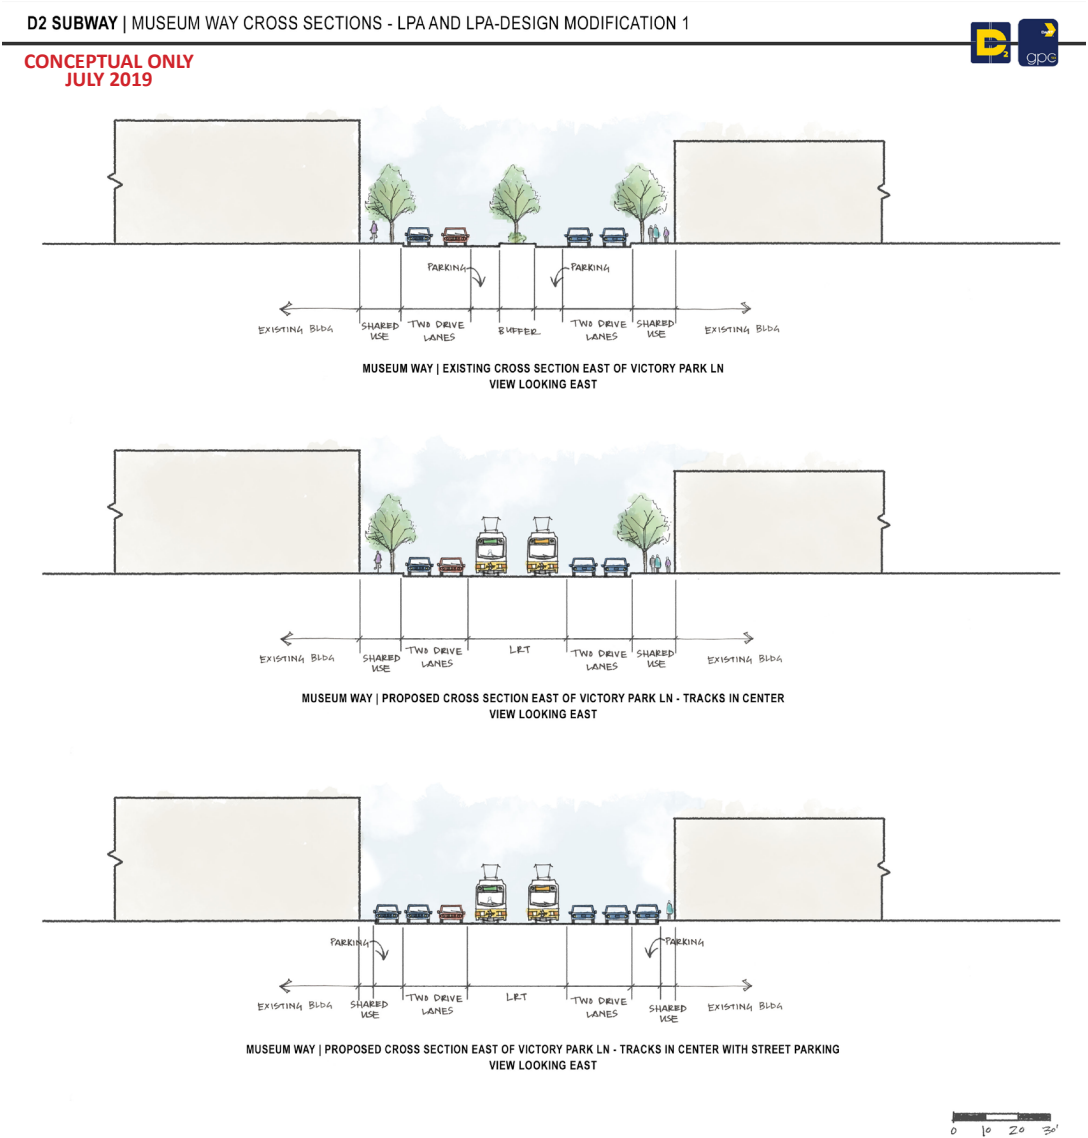 D2 SUBWAY | MUSEUM WAY CROSS SECTIONS - LPA AND LPA-DESIGN MODIFICATION 1
D2
gpc
CONCEPTUAL ONLY
JULY 2019
PARKING
PARKING
EXISTING BLDG
SHARED USE
TWO DRIVE LANES
BUFFER
TWO DRIVE LANES
SHARED USE
EXISTING BLDG
MUSEUM WAY | EXISTING CROSS SECTION EAST OF VICTORY PARK LN
VIEW LOOKING EAST
EXISTING BLDG
SHARED USE
TWO DRIVE LANES
LRT
TWO DRIVE LANES
SHARED USE
EXISTING BLDG
MUSEUM WAY | PROPOSED CROSS SECTION EAST OF VICTORY PARK LN - TRACKS IN CENTER
VIEW LOOKING EAST
PARKING
PARKING
EXISTING BLDG
SHARED USE
TWO DRIVE LANES
LRT
TWO DRIVE LANES
SHARED USE
EXISTING BLDG
MUSEUM WAY | PROPOSED CROSS SECTION EAST OF VICTORY PARK LN - TRACKS IN CENTER WITH STREET PARKING
VIEW LOOKING EAST
0 10 20 30'